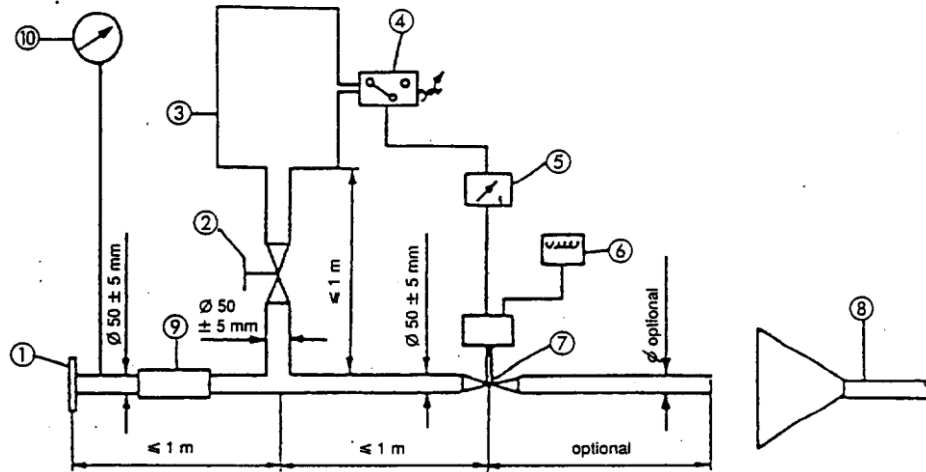 10
4
3
5
2
6
≤ 1 m
Ø 50 ± 5 mm
Ø 50 ± 5 mm
Ø 50
± 5 mm
Ø optional
9
7
8
1
≤ 1 m
≤ 1 m
optional